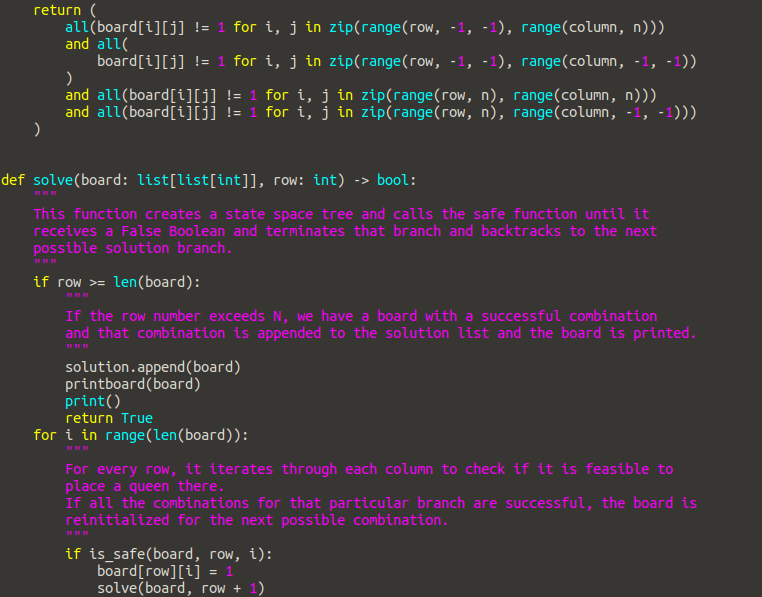 return (
        all(board[i][j] != 1 for i, j in zip(range(row, -1, -1), range(column, n)))
        and all(
            board[i][j] != 1 for i, j in zip(range(row, -1, -1), range(column, -1, -1))
        )
        and all(board[i][j] != 1 for i, j in zip(range(row, n), range(column, n)))
        and all(board[i][j] != 1 for i, j in zip(range(row, n), range(column, -1, -1)))
    )


def solve(board: list[list[int]], row: int) -> bool:
    """
    This function creates a state space tree and calls the safe function until it
    receives a False Boolean and terminates that branch and backtracks to the next
    possible solution branch.
    """
    if row >= len(board):
        """
        If the row number exceeds N, we have a board with a successful combination
        and that combination is appended to the solution list and the board is printed.
        """
        solution.append(board)
        printboard(board)
        print()
        return True
    for i in range(len(board)):
        """
        For every row, it iterates through each column to check if it is feasible to
        place a queen there.
        If all the combinations for that particular branch are successful, the board is
        reinitialized for the next possible combination.
        """
        if is_safe(board, row, i):
            board[row][i] = 1
            solve(board, row + 1)